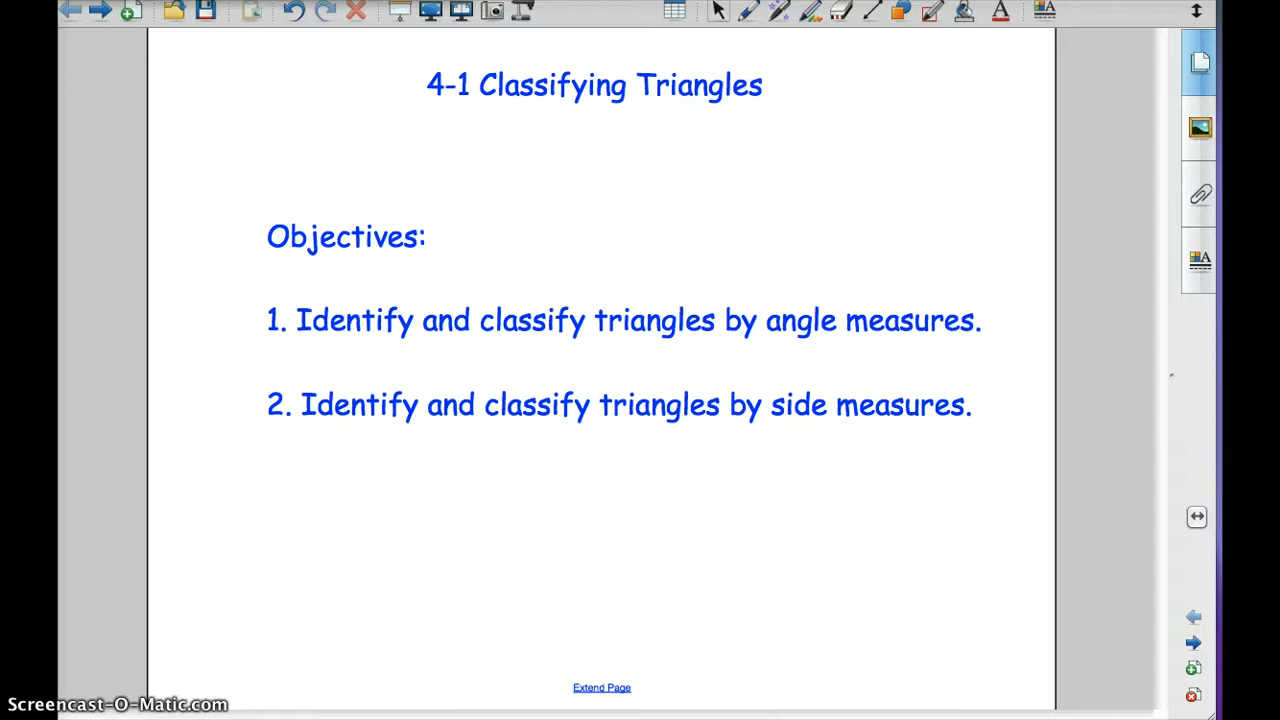 4-1 Classifying Triangles
Objectives:
1. Identify and classify triangles by angle measures.
2. Identify and classify triangles by side measures.
Extend Page
Screencast-O-Matic.com